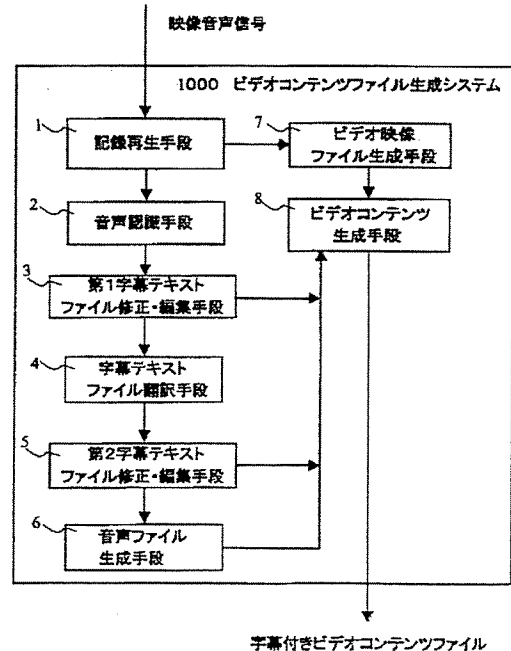 映像音声信号
1000 ビデオコンテンツファイル生成システム
1
記録再生手段
7
ビデオ映像
ファイル生成手段
2
音声認識手段
8
ビデオコンテンツ
生成手段
3
第1字幕テキスト
ファイル修正・編集手段
4
字幕テキスト
ファイル翻訳手段
5
第2字幕テキスト
ファイル修正・編集手段
6
音声ファイル
生成手段
字幕付きビデオコンテンツファイル